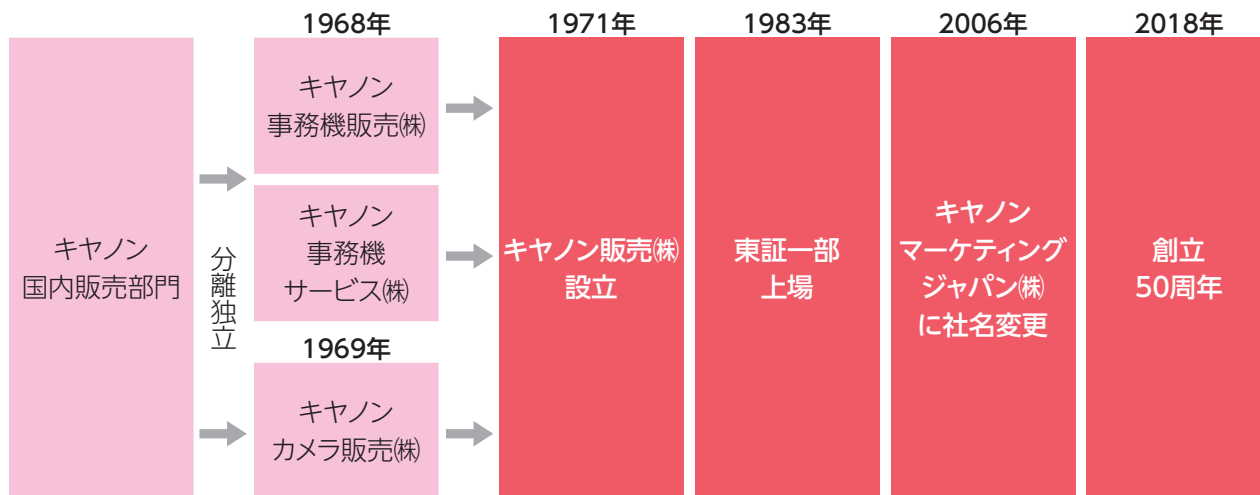 キヤノン
国内販売部門
分離独立
1968年
キヤノン
事務機販売㈱
キヤノン
事務機
サービス㈱
1969年
キヤノン
カメラ販売㈱
1971年
キヤノン販売㈱
設立
1983年
東証一部
上場
2006年
キヤノン
マーケティング
ジャパン㈱
に社名変更
2018年
創立
50周年